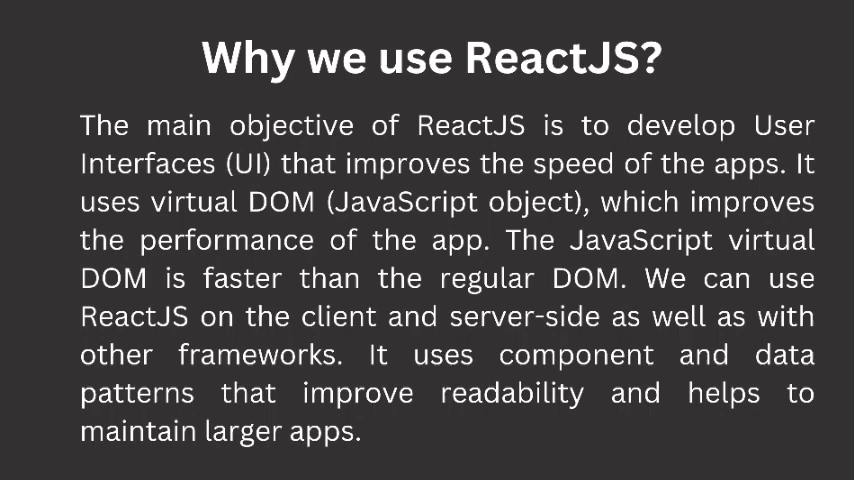 Why we use ReactJS?
The main objective of ReactJS is to develop User
Interfaces (UI) that improves the speed of the apps. It
uses virtual DOM (JavaScript object), which improves
the performance of the app. The JavaScript virtual
DOM is faster than the regular DOM. We can use
ReactJS on the client and server-side as well as with
other frameworks. It uses component and data
patterns that improve readability and helps to
maintain larger apps.